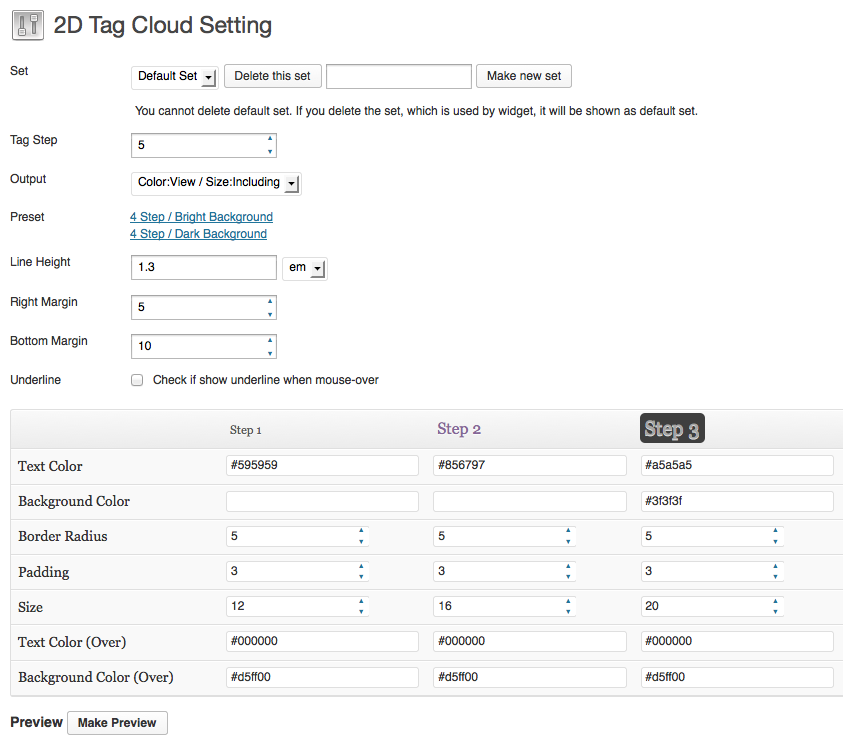 2D Tag Cloud Setting
Set Default Set Delete this set Make new set
You cannot delete default set. If you delete the set, which is used by widget, it will be shown as default set.
Tag Step 5
Output Color:View / Size:Including
Preset 4 Step / Bright Background
4 Step / Dark Background
Line Height 1.3 em
Right Margin 5
Bottom Margin 10
Underline Check if show underline when mouse-over
Step 1 Step 2 Step 3
Text Color #595959 #856797 #a5a5a5
Background Color #3f3f3f
Border Radius 5 5 5
Padding 3 3 3
Size 12 16 20
Text Color (Over) #000000 #000000 #000000
Background Color (Over) #d5ff00 #d5ff00 #d5ff00
Preview Make Preview